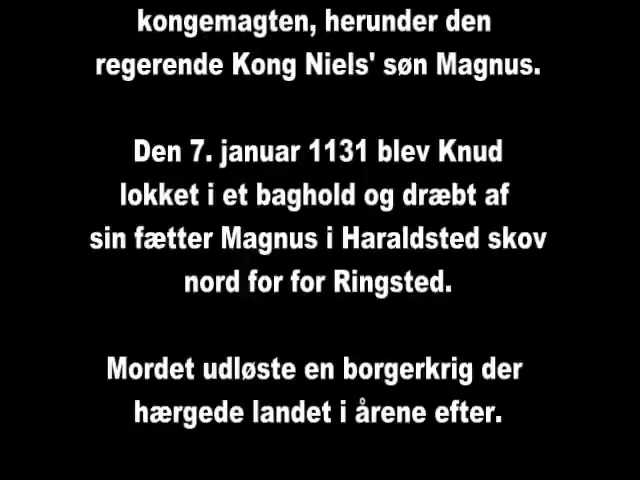 kongemagten, herunder den
regerende Kong Niels' søn Magnus.
Den 7. januar 1131 blev Knud
lokket i et baghold og dræbt af
sin fætter Magnus i Haraldsted skov
nord for for Ringsted.
Mordet udløste en borgerkrig der
hærgede landet i årene efter.